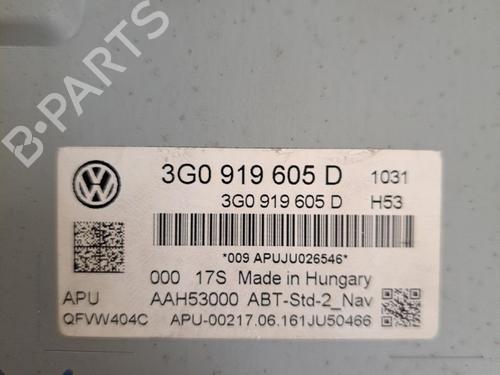 B-PARTS
3G0 919 605 D 1031
3G0 919 605 D H53
*009 APUJU026546*
000 17S Made in Hungary
APU AAH53000 ABT-Std-2_Nav
QFVW404C APU-00217.06.161JU50466